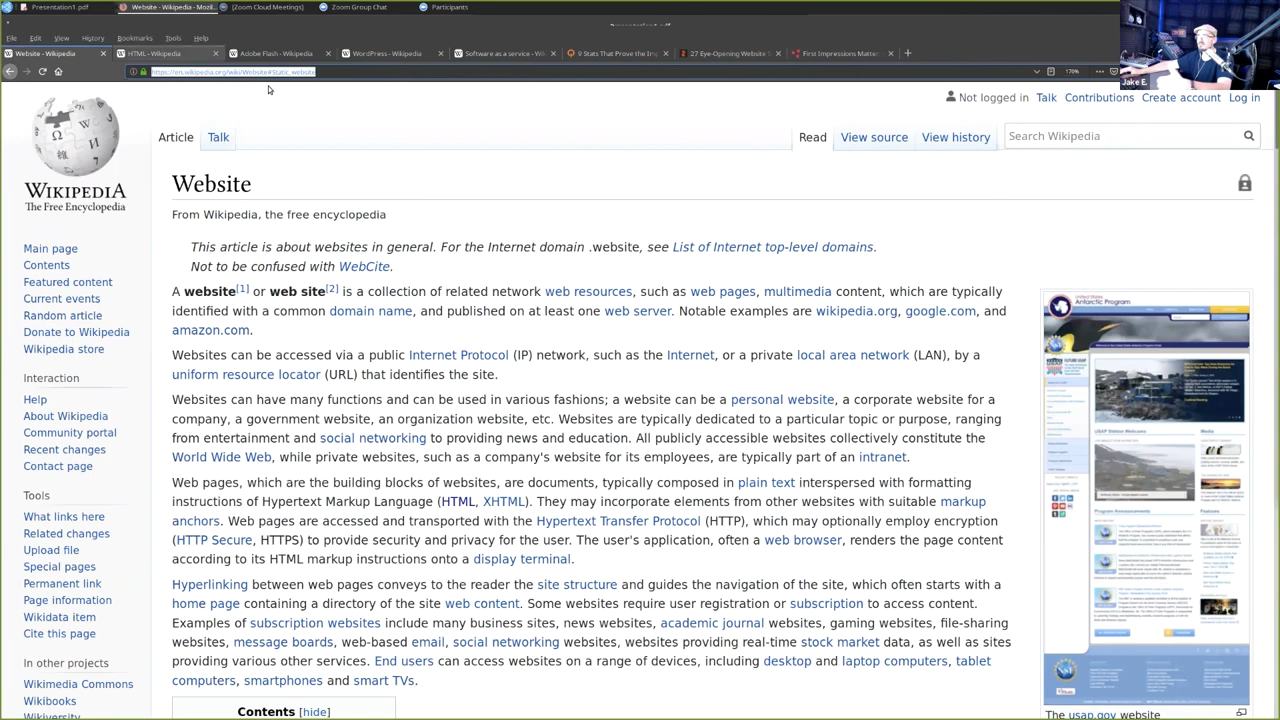 Presentation1.pdf
Website - Wikipedia - Mozil...
[Zoom Cloud Meetings]
Zoom Group Chat
Participants
File Edit View History Bookmarks Tools Help
Website - Wikipedia
HTML - Wikipedia
Adobe Flash - Wikipedia
WordPress - Wikipedia
Software as a service - Wi
9 Stats That Prove the Im
27 Eye-Opening Website
First Impressions Matter:
https://en.wikipedia.org/wiki/Website#Static_website
170%
Jake E.
Not logged in Talk Contributions Create account Log in
Article Talk
Read View source View history
Search Wikipedia
WIKIPEDIA
The Free Encyclopedia
Main page
Contents
Featured content
Current events
Random article
Donate to Wikipedia
Wikipedia store
Interaction
Help
About Wikipedia
Community portal
Recent changes
Contact page
Tools
What links here
Related changes
Upload file
Special pages
Permanent link
Page information
Wikidata item
Cite this page
In other projects
Wikimedia Commons
Wikibooks
Wikiversity
Website
From Wikipedia, the free encyclopedia
This article is about websites in general. For the Internet domain .website, see List of Internet top-level domains.
Not to be confused with WebCite.
A website[1] or web site[2] is a collection of related network web resources, such as web pages, multimedia content, which are typically
identified with a common domain name, and published on at least one web server. Notable examples are wikipedia.org, google.com, and
amazon.com.
Websites can be accessed via a public Internet Protocol (IP) network, such as the Internet, or a private local area network (LAN), by a
uniform resource locator (URL) that identifies the site.
Websites can have many functions and can be used in various fashions; a website can be a personal website, a corporate website for a
company, a government website, an organization website, etc. Websites are typically dedicated to a particular topic or purpose, ranging
from entertainment and social networking to providing news and education. All publicly accessible websites collectively constitute the
World Wide Web, while private websites, such as a company's website for its employees, are typically part of an intranet.
Web pages, which are the building blocks of websites, are documents, typically composed in plain text interspersed with formatting
instructions of Hypertext Markup Language (HTML, XHTML). They may incorporate elements from other websites with suitable markup
anchors. Web pages are accessed and transported with the Hypertext Transfer Protocol (HTTP), which may optionally employ encryption
(HTTP Secure, HTTPS) to provide security and privacy for the user. The user's application, often a web browser, renders the page content
according to its HTML markup instructions onto a display terminal.
Hyperlinking between web pages conveys to the reader the site structure and guides the navigation of the site, which often starts with a
home page containing a directory of the site web content. Some websites require user registration or subscription to access content.
Examples of subscription websites include many business sites, news websites, academic journal websites, gaming websites, file-sharing
websites, message boards, web-based email, social networking websites, websites providing real-time stock market data, as well as sites
providing various other services. End users can access websites on a range of devices, including desktop and laptop computers, tablet
computers, smartphones and smart TVs.
Contents [hide]
United States
Antarctic Program
USAP Station Webcams
Media
Program Announcements
Features
The usap.gov website